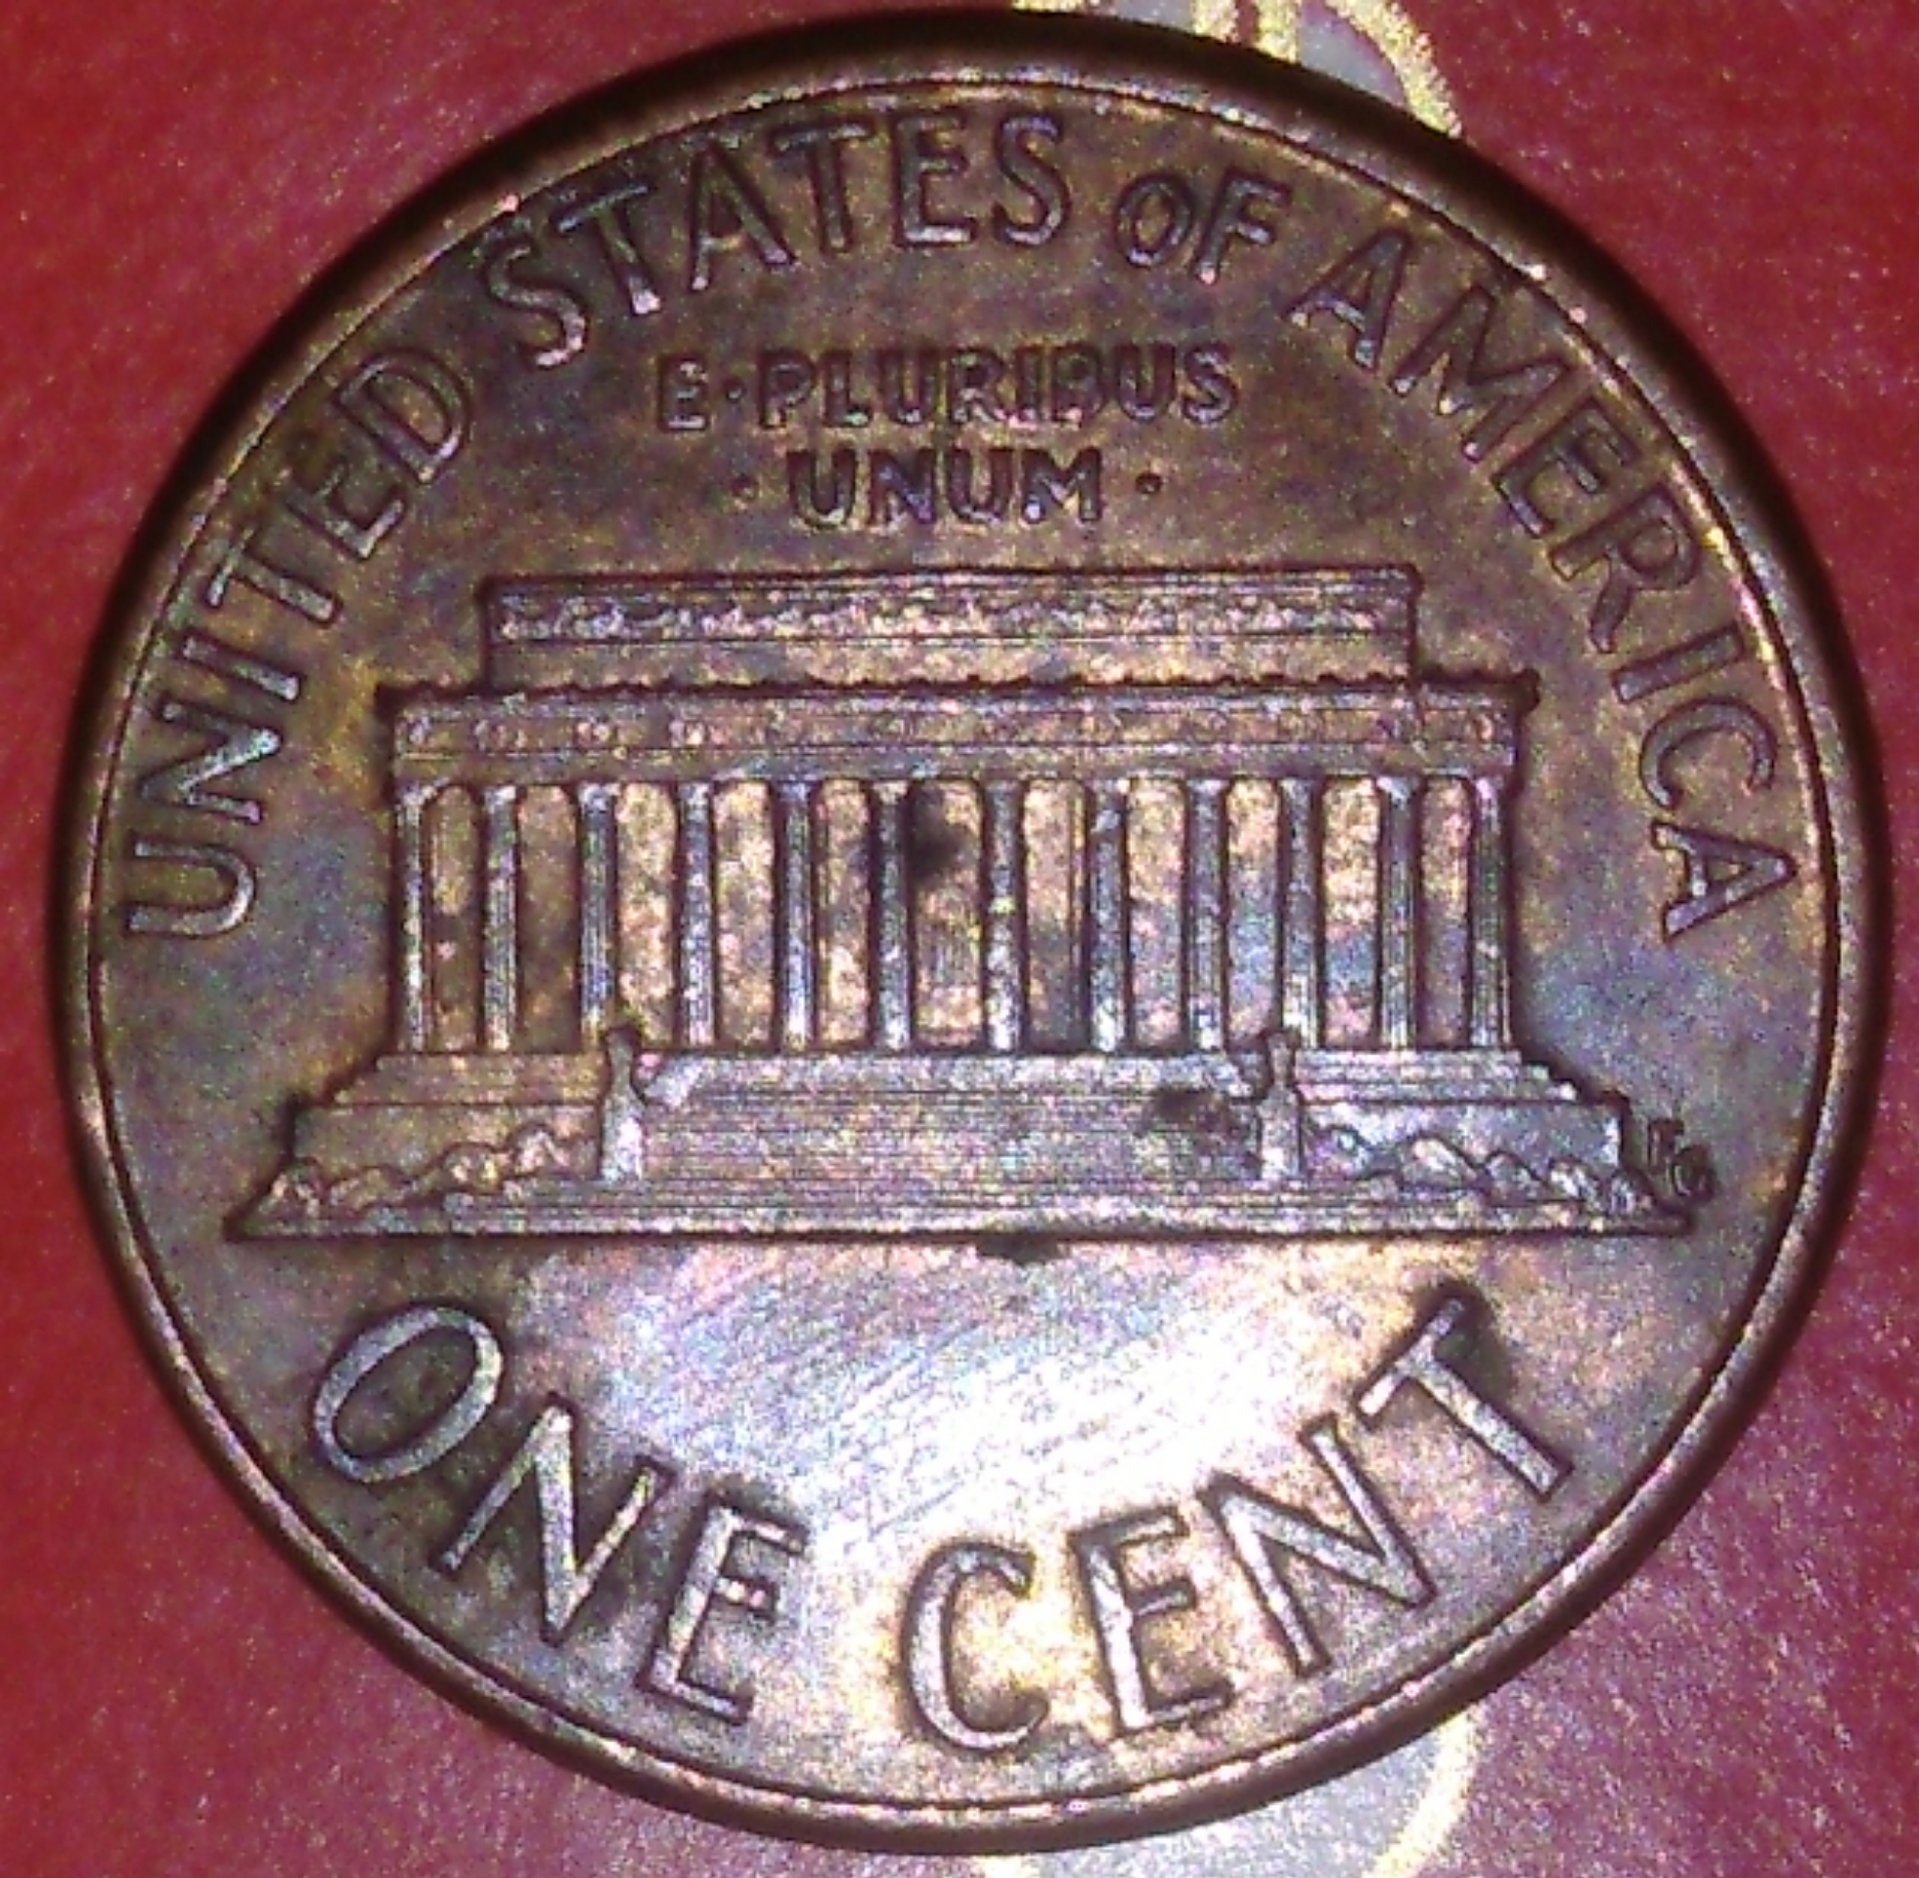 UNITED STATES OF AMERICA
E·PLURIBUS
·UNUM·
FG
ONE CENT